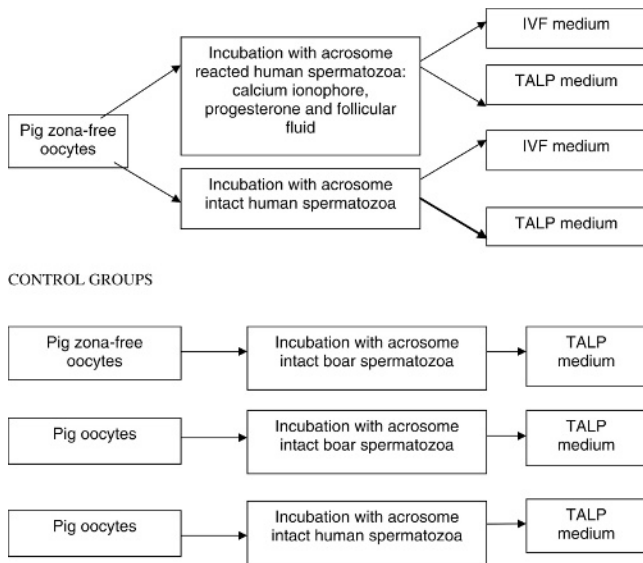 IVF medium
Incubation with acrosome
reacted human spermatozoa:
calcium ionophore,
progesterone and follicular
fluid
TALP medium
Pig zona-free
oocytes
IVF medium
Incubation with acrosome
intact human spermatozoa
TALP medium
CONTROL GROUPS
Pig zona-free
oocytes
Incubation with acrosome
intact boar spermatozoa
TALP
medium
Pig oocytes
Incubation with acrosome
intact boar spermatozoa
TALP
medium
Pig oocytes
Incubation with acrosome
intact human spermatozoa
TALP
medium